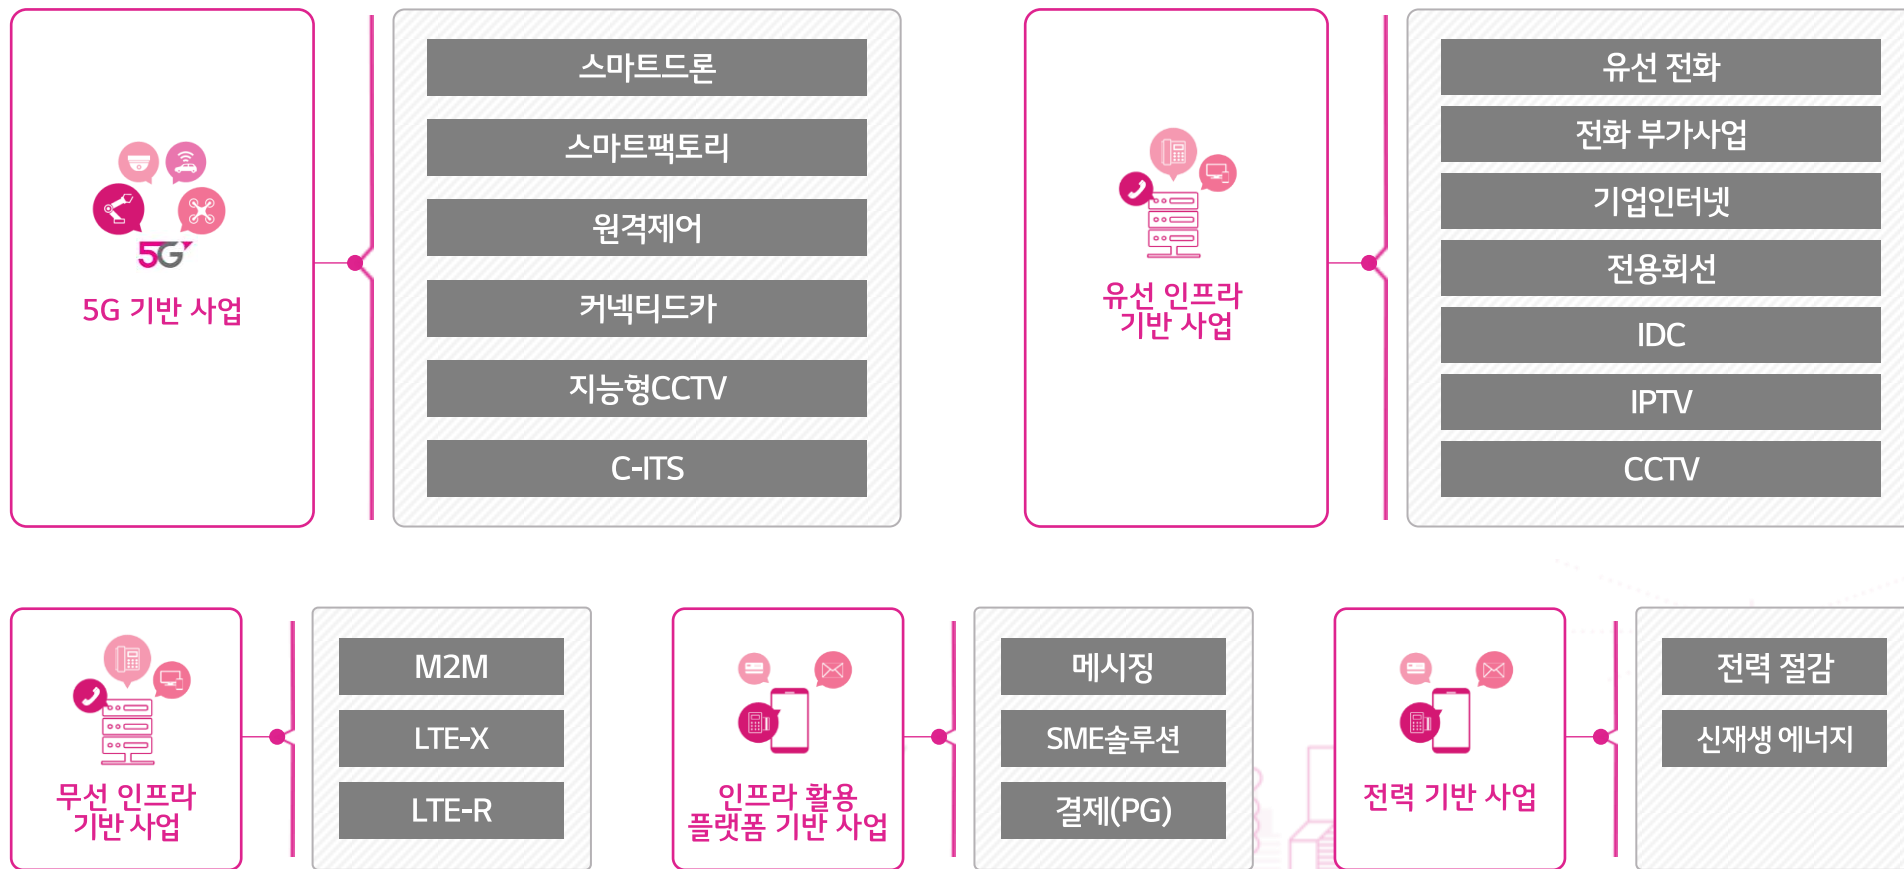 5G
5G 기반 사업
스마트드론
스마트팩토리
원격제어
커넥티드카
지능형CCTV
C-ITS
유선 인프라
기반 사업
유선 전화
전화 부가사업
기업인터넷
전용회선
IDC
IPTV
CCTV
무선 인프라
기반 사업
M2M
LTE-X
LTE-R
인프라 활용
플랫폼 기반 사업
메시징
SME솔루션
결제(PG)
전력 기반 사업
전력 절감
신재생 에너지